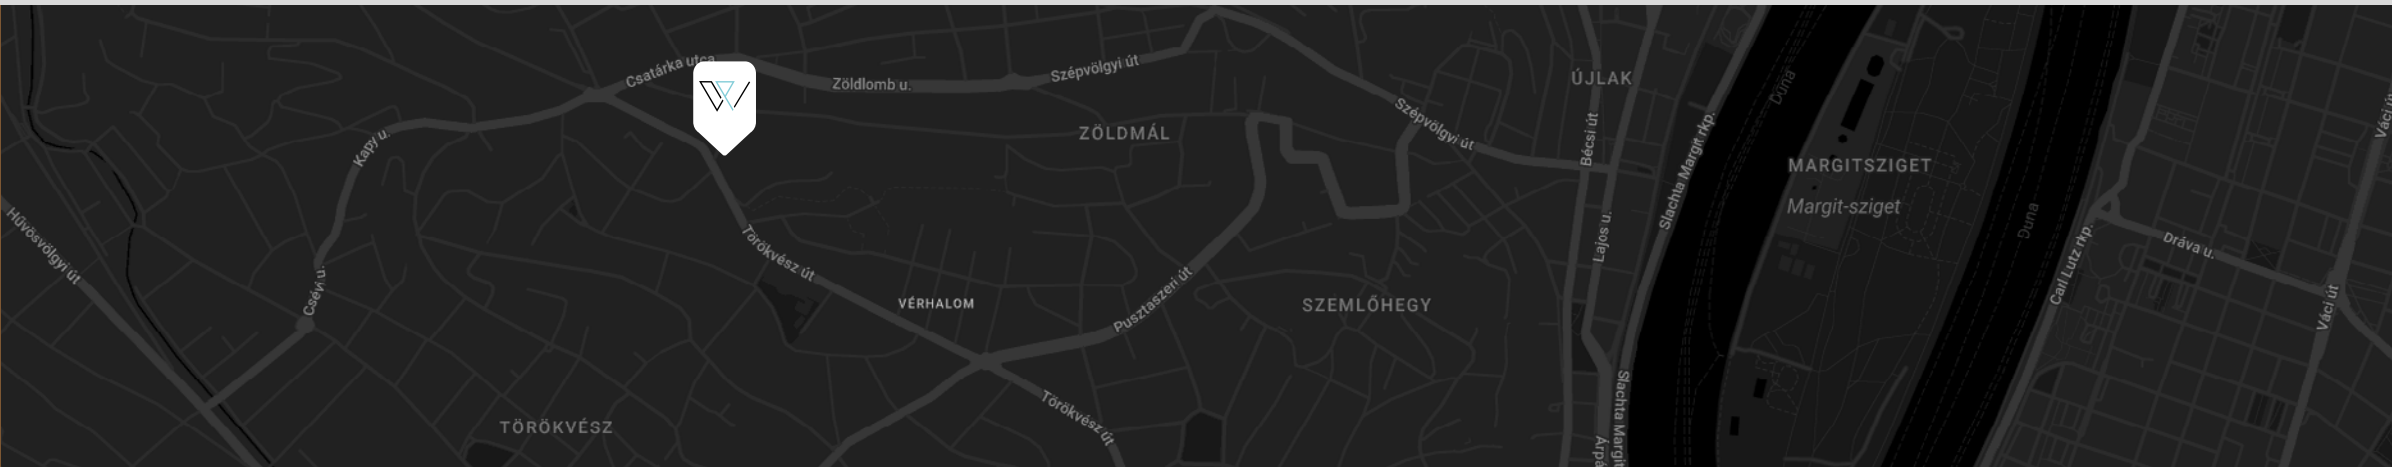 Csatárka utca
Zöldlomb u.
Szépvölgyi út
ÚJLAK
Duna
Szépvölgyi út
Kapy u.
ZÖLDMÁL
Bécsi út
Slachta Margit rkp.
MARGITSZIGET
Margit-sziget
Váci út
Hűvösvölgyi út
Törökvész út
Lajos u.
Duna
Dráva u.
Carl Lutz rkp.
Csévi u.
VÉRHALOM
Pusztaszeri út
SZEMLŐHEGY
Váci út
TÖRÖKVÉSZ
Törökvész út
Slachta Margit